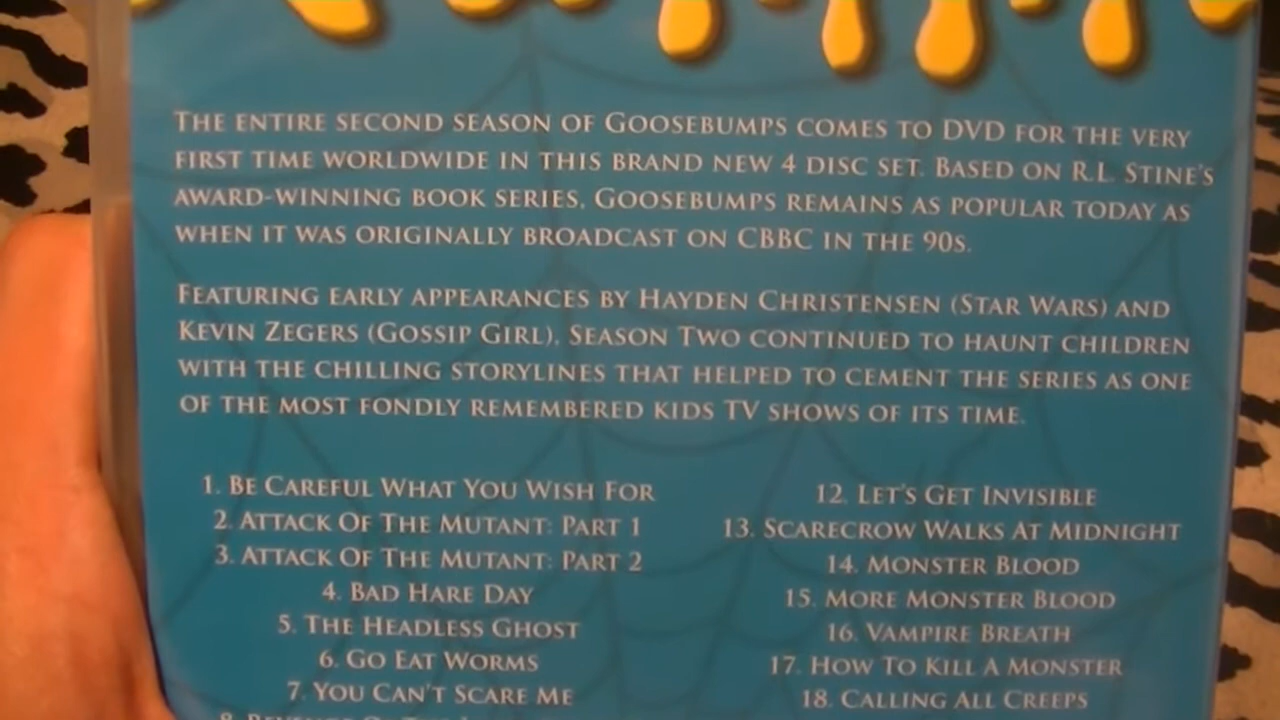 THE ENTIRE SECOND SEASON OF GOOSEBUMPS COMES TO DVD FOR THE VERY
FIRST TIME WORLDWIDE IN THIS BRAND NEW 4 DISC SET. BASED ON R.L. STINE'S
AWARD-WINNING BOOK SERIES, GOOSEBUMPS REMAINS AS POPULAR TODAY AS
WHEN IT WAS ORIGINALLY BROADCAST ON CBBC IN THE 90S.
FEATURING EARLY APPEARANCES BY HAYDEN CHRISTENSEN (STAR WARS) AND
KEVIN ZEGERS (GOSSIP GIRL), SEASON TWO CONTINUED TO HAUNT CHILDREN
WITH THE CHILLING STORYLINES THAT HELPED TO CEMENT THE SERIES AS ONE
OF THE MOST FONDLY REMEMBERED KIDS TV SHOWS OF ITS TIME.
1. BE CAREFUL WHAT YOU WISH FOR
2. ATTACK OF THE MUTANT: PART 1
3. ATTACK OF THE MUTANT: PART 2
4. BAD HARE DAY
5. THE HEADLESS GHOST
6. GO EAT WORMS
7. YOU CAN'T SCARE ME
12. LET'S GET INVISIBLE
13. SCARECROW WALKS AT MIDNIGHT
14. MONSTER BLOOD
15. MORE MONSTER BLOOD
16. VAMPIRE BREATH
17. HOW TO KILL A MONSTER
18. CALLING ALL CREEPS